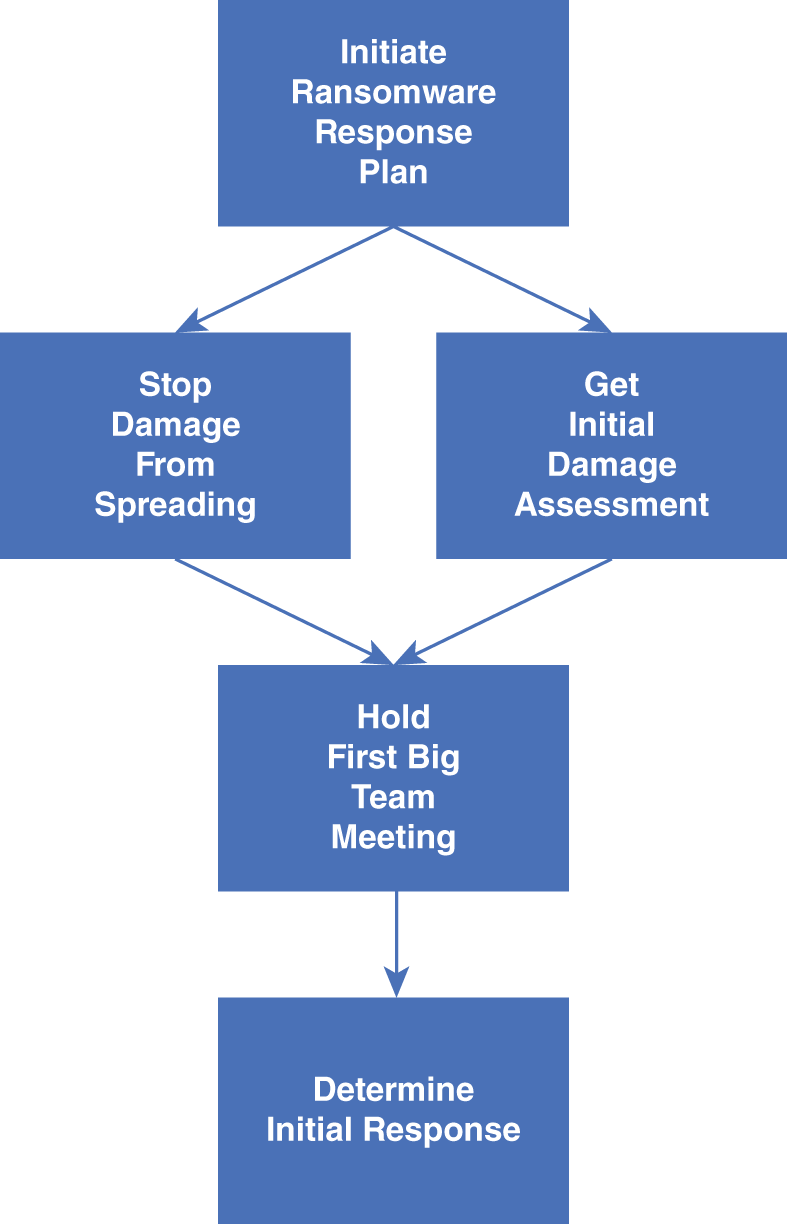 Initiate
Ransomware
Response
Plan
Stop
Damage
From
Spreading
Get
Initial
Damage
Assessment
Hold
First Big
Team
Meeting
Determine
Initial Response